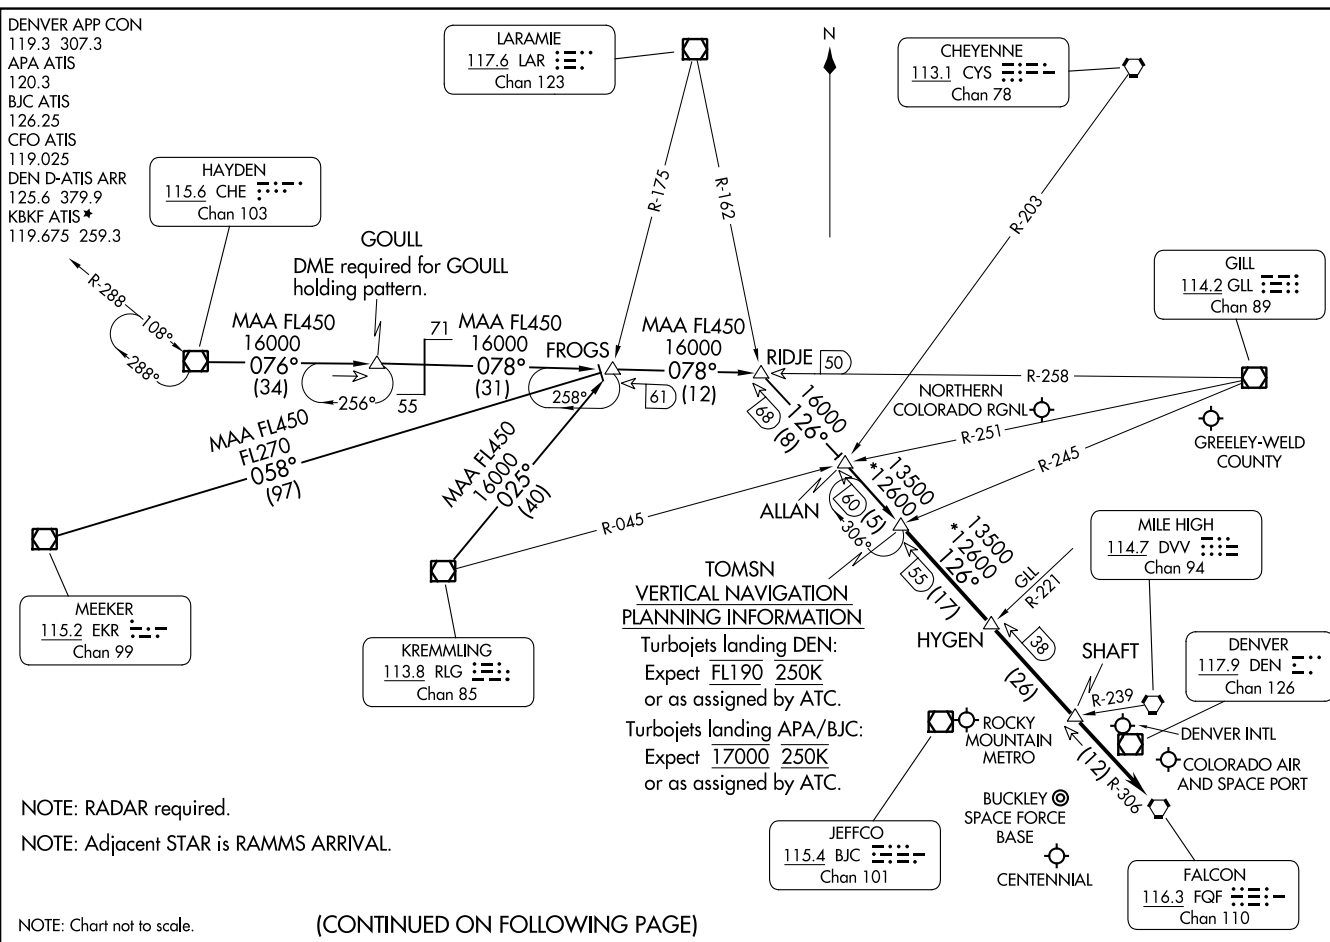 DENVER APP CON
119.3 307.3
APA ATIS
120.3
BJC ATIS
126.25
CFO ATIS
119.025
DEN D-ATIS ARR
125.6 379.9
KBKF ATIS*
119.675 259.3
LARAMIE
117.6 LAR
Chan 123
N
CHEYENNE
113.1 CYS
Chan 78
HAYDEN
115.6 CHE
Chan 103
GOULL
DME required for GOULL
holding pattern.
R-175
R-162
R-203
GILL
114.2 GLL
Chan 89
R-288
108°
288°
MAA FL450
16000
076°
(34)
256°
71
55
MAA FL450
16000
078°
(31)
FROGS
258°
61
MAA FL450
16000
078°
(12)
RIDJE
50
R-258
NORTHERN
COLORADO RGNL
GREELEY-WELD
COUNTY
R-251
R-245
68
16000
126°
(8)
MAA FL450
FL270
058°
(97)
MAA FL450
16000
025°
(40)
R-045
ALLAN
60
(5)
306°
13500
*12600
13500
*12600
126°
55
(17)
GLL
R-221
MILE HIGH
114.7 DVV
Chan 94
TOMSN
VERTICAL NAVIGATION
PLANNING INFORMATION
Turbojets landing DEN:
Expect FL190 250K
or as assigned by ATC.
Turbojets landing APA/BJC:
Expect 17000 250K
or as assigned by ATC.
MEEKER
115.2 EKR
Chan 99
KREMMLING
113.8 RLG
Chan 85
HYGEN
38
(26)
SHAFT
R-239
DENVER
117.9 DEN
Chan 126
DENVER INTL
COLORADO AIR
AND SPACE PORT
(12)
R-306
ROCKY
MOUNTAIN
METRO
BUCKLEY
SPACE FORCE
BASE
CENTENNIAL
JEFFCO
115.4 BJC
Chan 101
FALCON
116.3 FQF
Chan 110
NOTE: RADAR required.
NOTE: Adjacent STAR is RAMMS ARRIVAL.
NOTE: Chart not to scale.
(CONTINUED ON FOLLOWING PAGE)